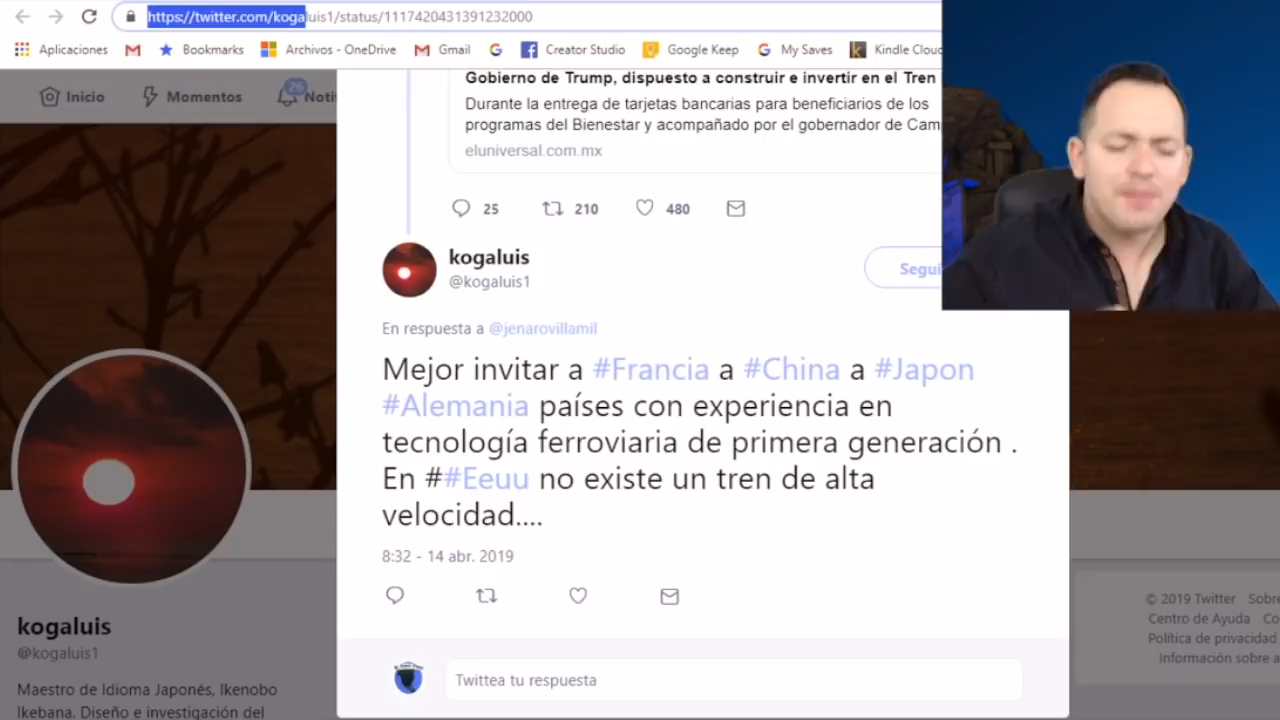 https://twitter.com/kogaluis1/status/1117420431391232000
Aplicaciones Bookmarks Archivos - OneDrive Gmail Creator Studio Google Keep My Saves Kindle Cloud
Inicio Momentos 26 Noti
Gobierno de Trump, dispuesto a construir e invertir en el Tren
Durante la entrega de tarjetas bancarias para beneficiarios de los
programas del Bienestar y acompañado por el gobernador de Cam
eluniversal.com.mx
25 210 480
kogaluis
@kogaluis1
Segui
En respuesta a @jenarovillamil
Mejor invitar a #Francia a #China a #Japon
#Alemania países con experiencia en
tecnología ferroviaria de primera generación .
En ##Eeuu no existe un tren de alta
velocidad....
8:32 - 14 abr. 2019
Twittea tu respuesta
kogaluis
@kogaluis1
Maestro de Idioma Japonés, Ikenobo
Ikebana. Diseño e investigación del
© 2019 Twitter Sobre
Centro de Ayuda Co
Política de privacidad
Información sobre a